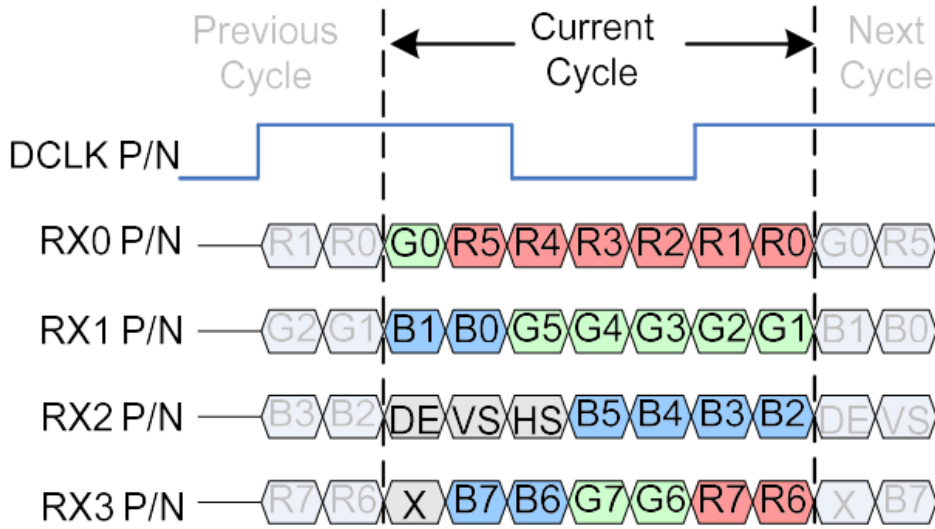 Previous Cycle
Current Cycle
Next Cycle
DCLK P/N
RX0 P/N R1 R0 G0 R5 R4 R3 R2 R1 R0 G0 R5
RX1 P/N G2 G1 B1 B0 G5 G4 G3 G2 G1 B1 B0
RX2 P/N B3 B2 DE VS HS B5 B4 B3 B2 DE VS
RX3 P/N R7 R6 X B7 B6 G7 G6 R7 R6 X B7